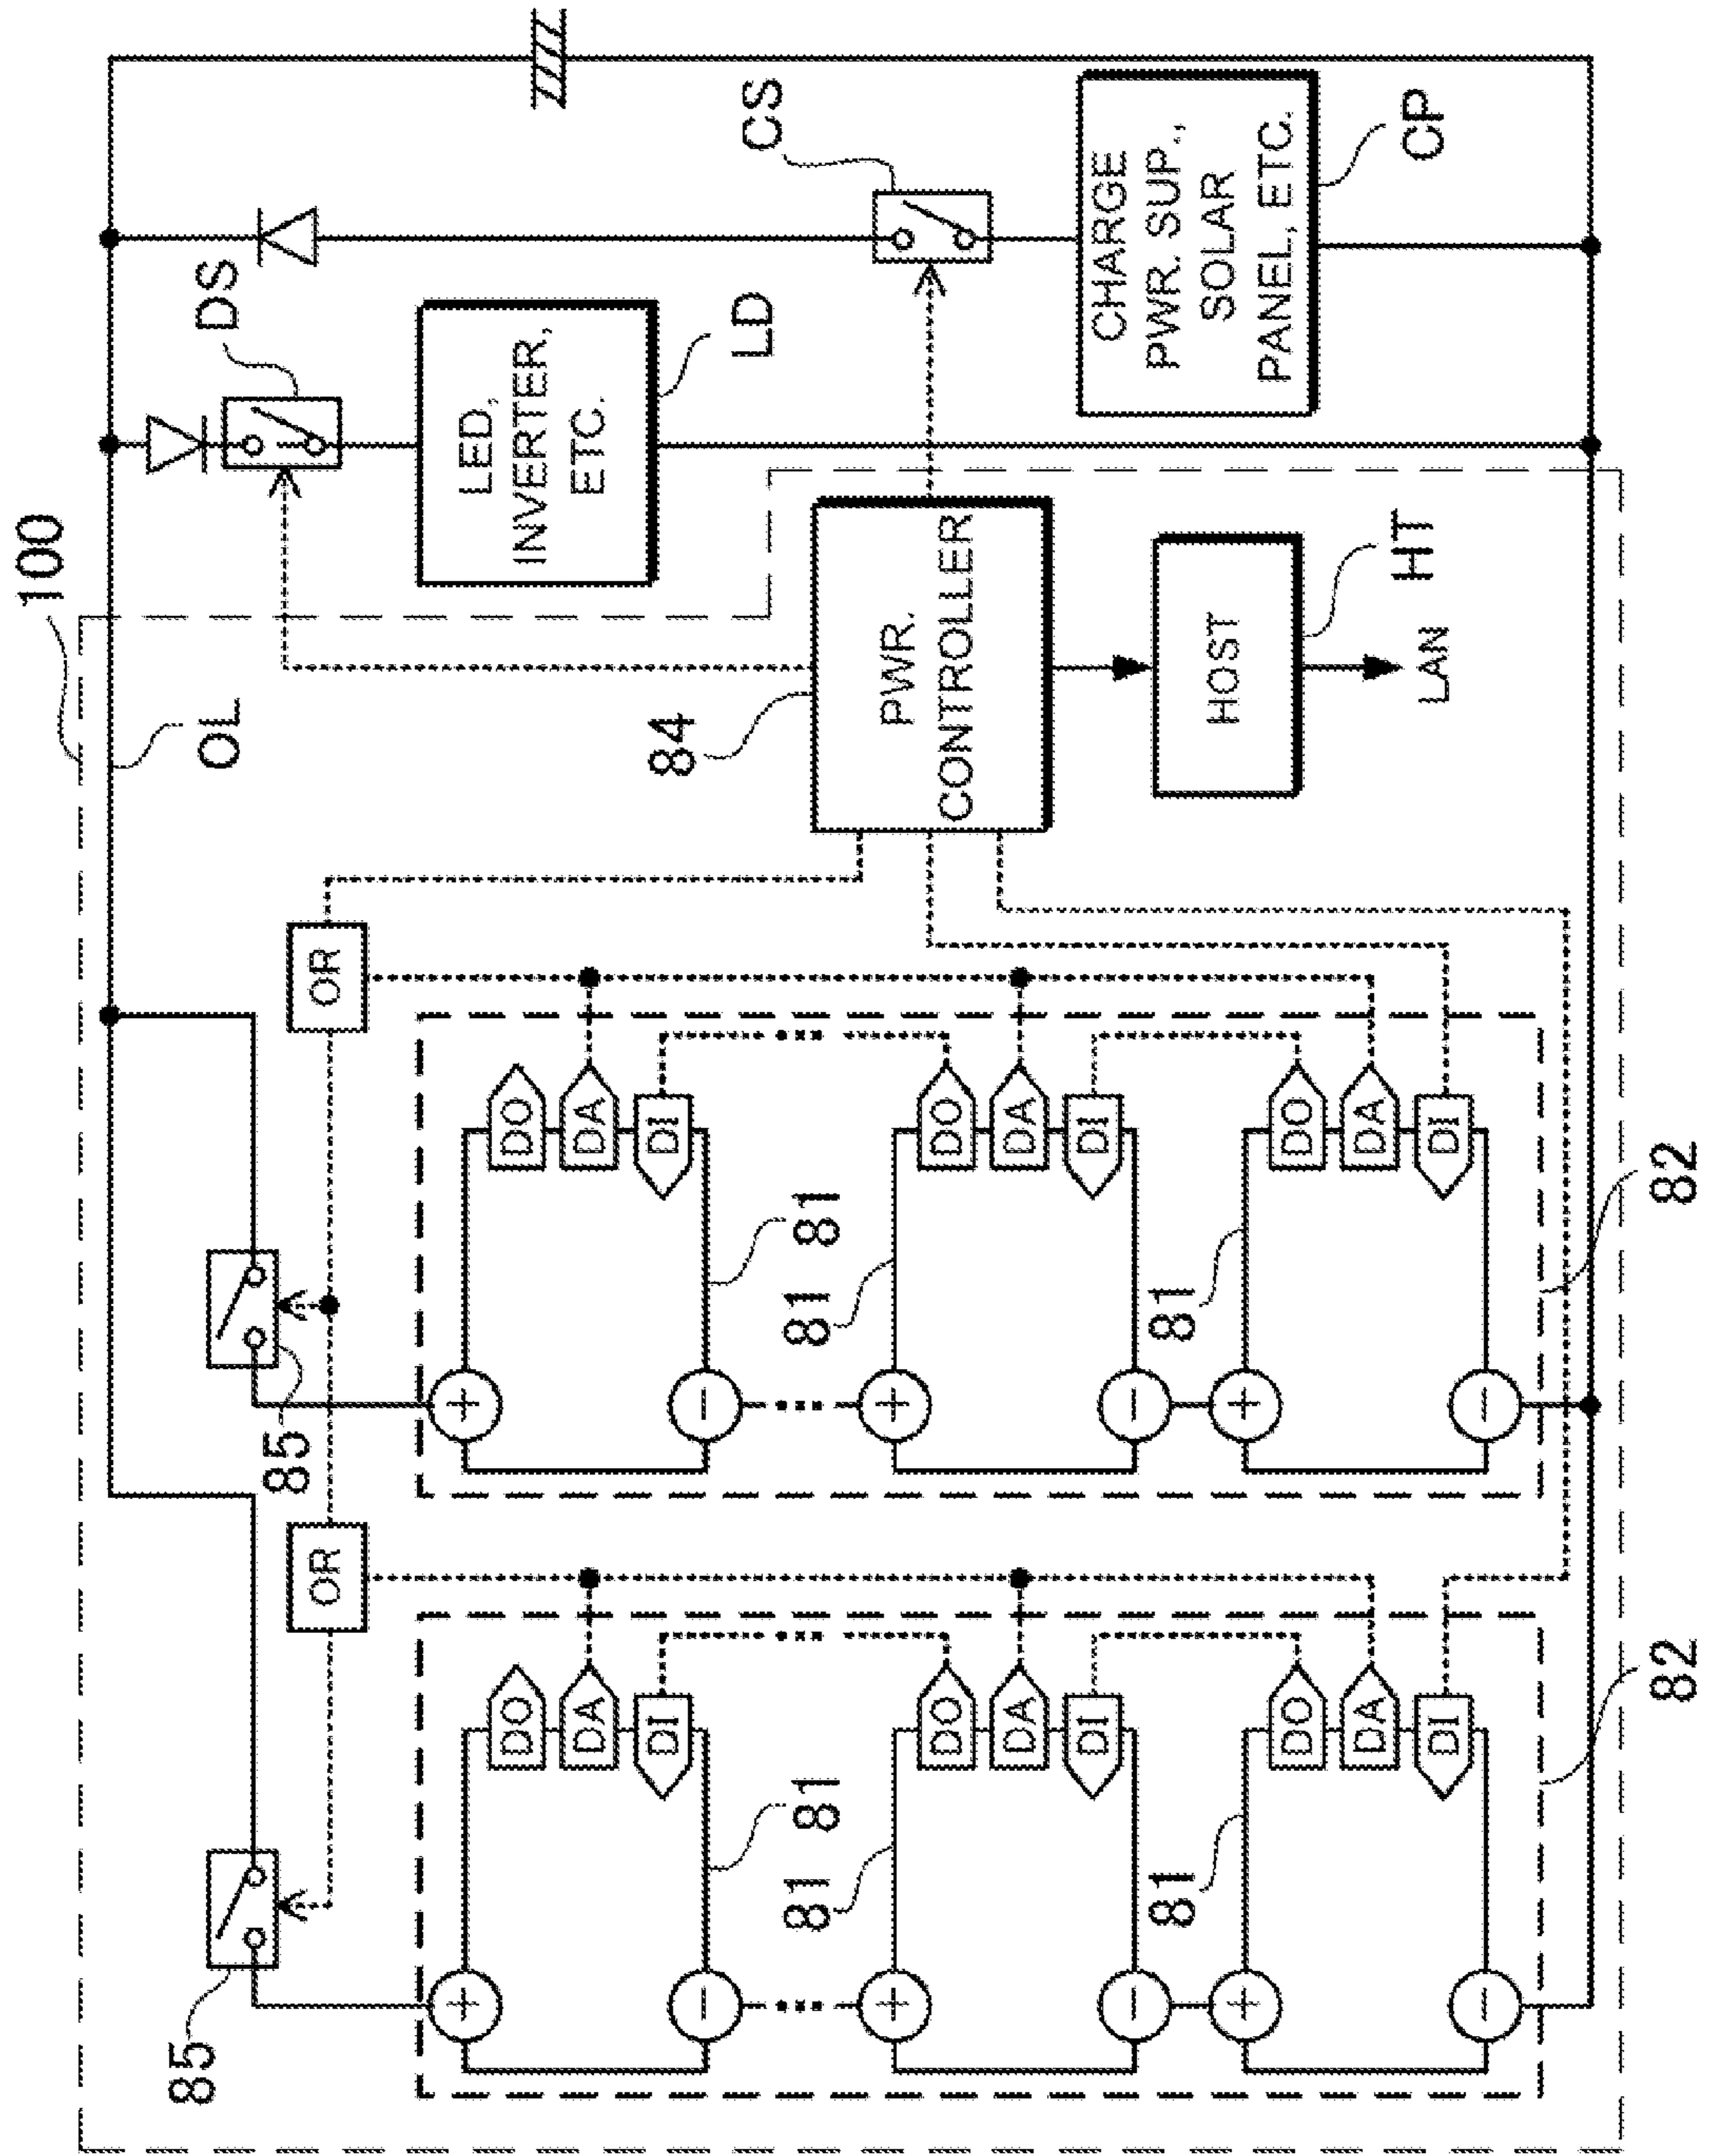 100
OL
DS
LED,
INVERTER,
ETC.
LD
CS
CHARGE
PWR. SUP.,
SOLAR
PANEL, ETC.
CP
84
PWR.
CONTROLLER
HOST
HT
LAN
OR
85
+
DO
DA
DI
−
81
+
DO
DA
DI
−
81
+
DO
DA
DI
−
81
82
OR
85
+
DO
DA
DI
−
81
+
DO
DA
DI
−
81
+
DO
DA
DI
−
81
82